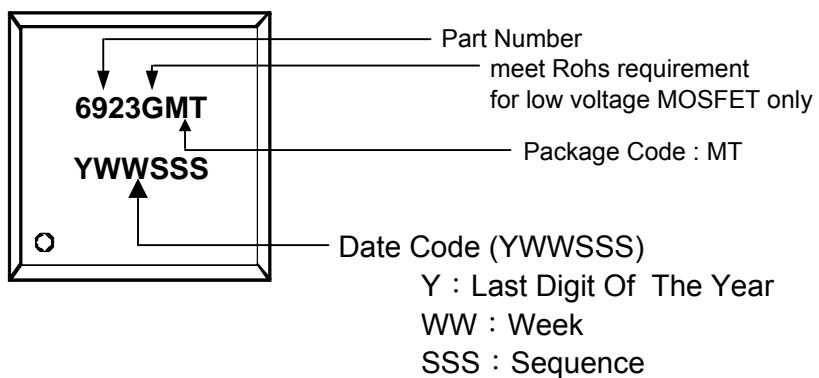 Part Number
meet Rohs requirement
for low voltage MOSFET only
6923GMT
Package Code : MT
YWWSSS
Date Code (YWWSSS)
Y：Last Digit Of The Year
WW：Week
SSS：Sequence